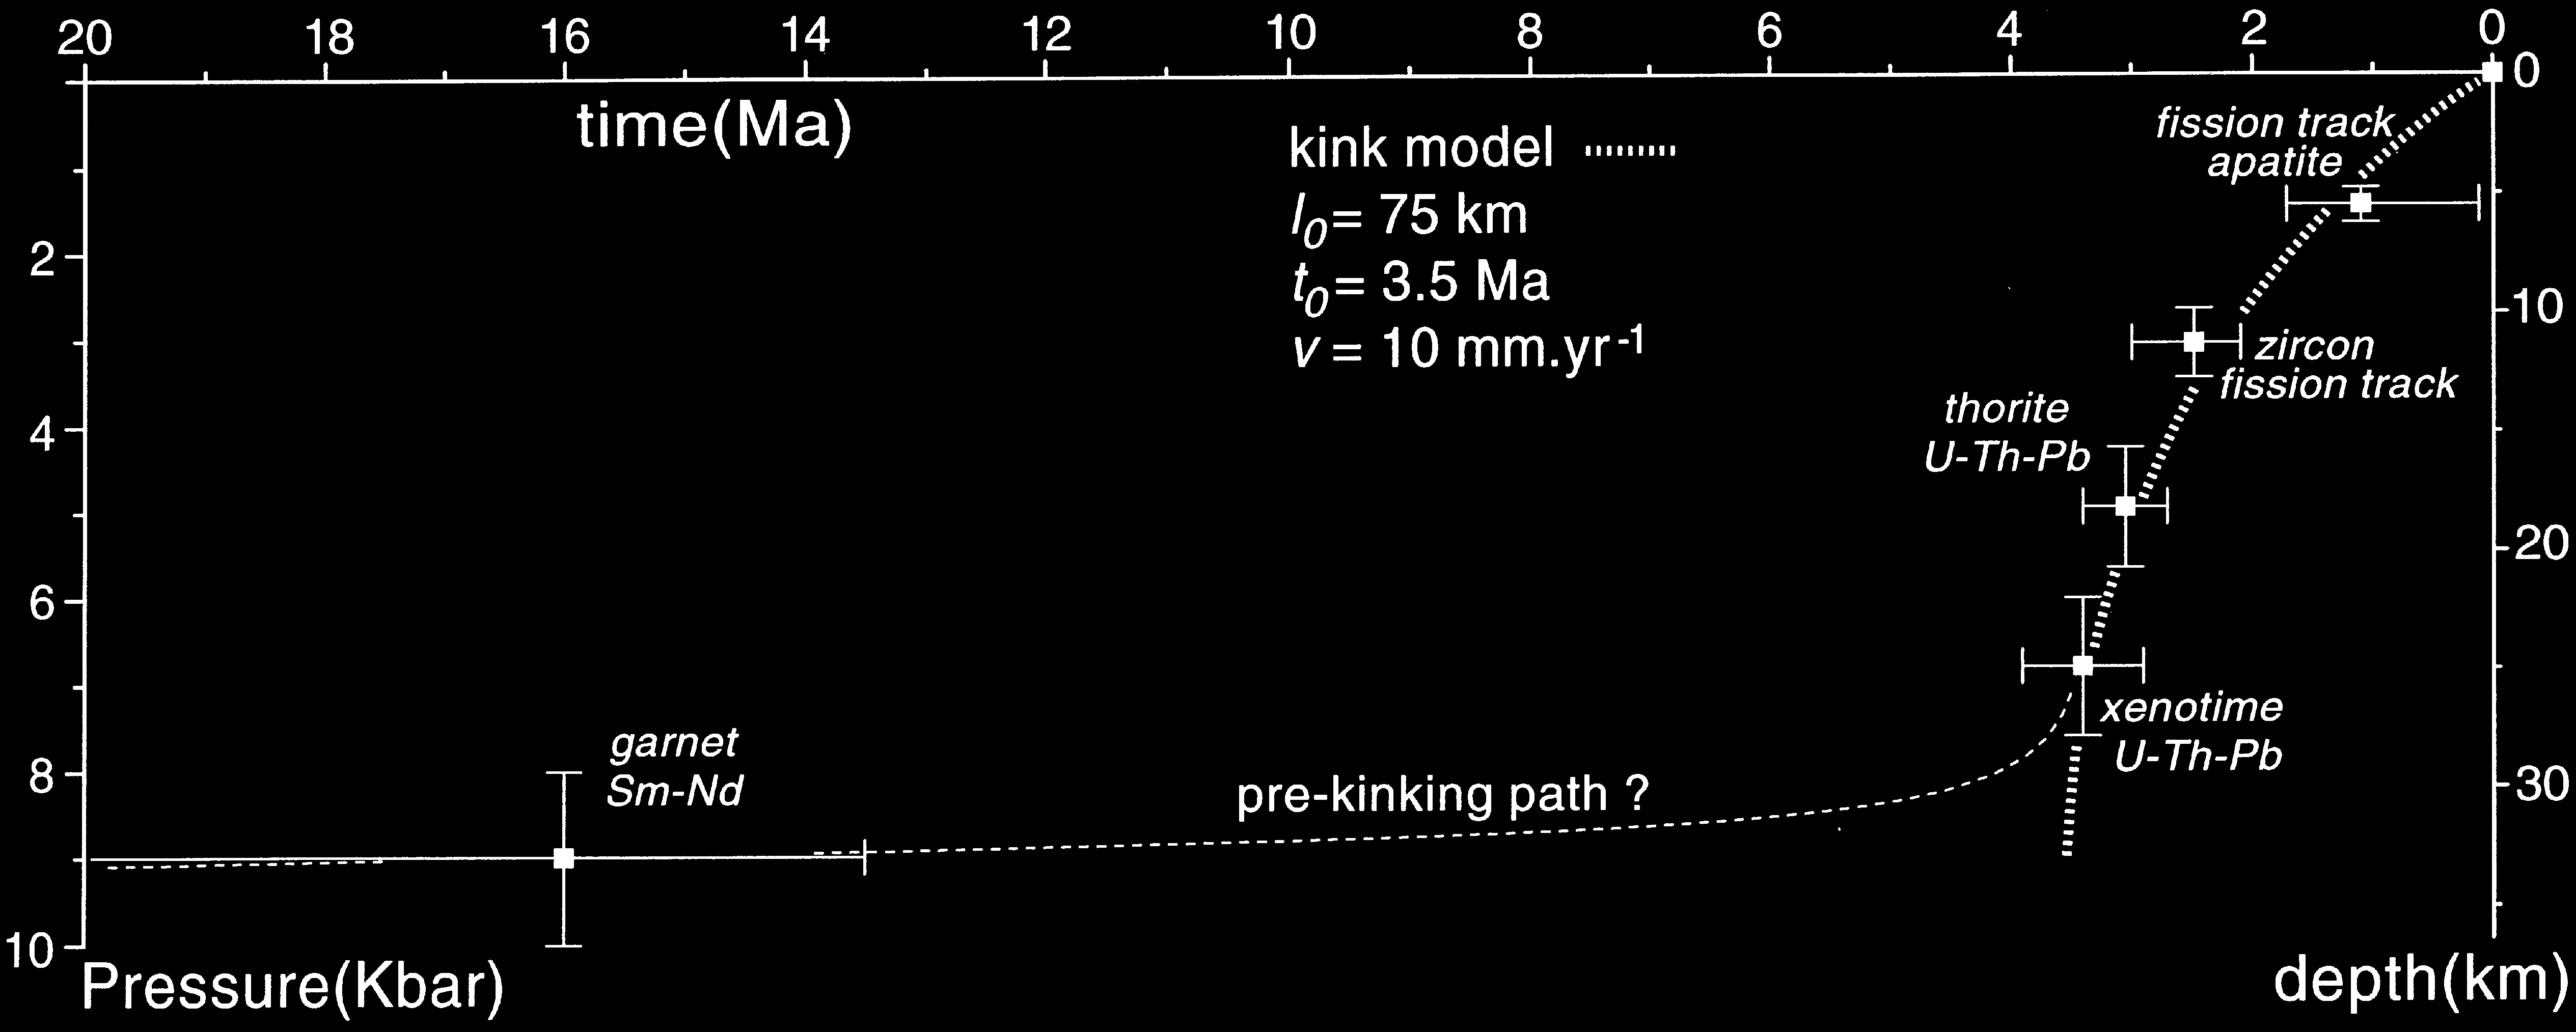 20 18 16 14 12 10 8 6 4 2 0
0
time(Ma)
fission track
apatite
kink model
l0= 75 km
t0= 3.5 Ma
v = 10 mm.yr-1
2
10
zircon
fission track
4
thorite
U-Th-Pb
20
6
xenotime
U-Th-Pb
garnet
Sm-Nd
8
pre-kinking path ?
30
10
Pressure(Kbar)
depth(km)